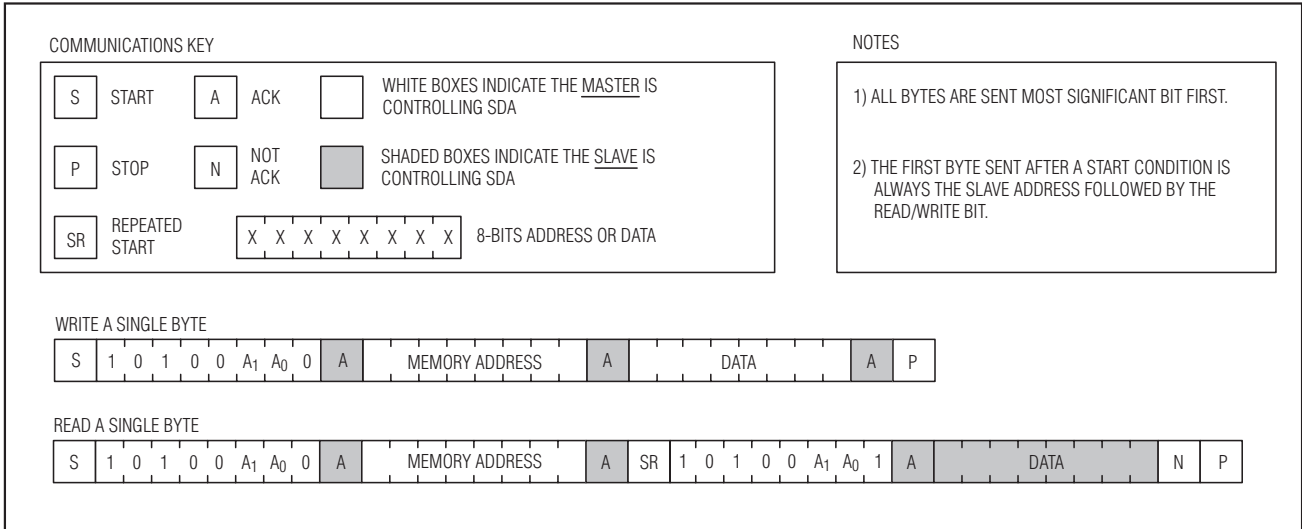 COMMUNICATIONS KEY
S START A ACK WHITE BOXES INDICATE THE MASTER IS
CONTROLLING SDA
P STOP N NOT
ACK SHADED BOXES INDICATE THE SLAVE IS
CONTROLLING SDA
SR REPEATED
START X X X X X X X X 8-BITS ADDRESS OR DATA
NOTES
1) ALL BYTES ARE SENT MOST SIGNIFICANT BIT FIRST.
2) THE FIRST BYTE SENT AFTER A START CONDITION IS
ALWAYS THE SLAVE ADDRESS FOLLOWED BY THE
READ/WRITE BIT.
WRITE A SINGLE BYTE
S 1 0 1 0 0 A1 A0 0 A MEMORY ADDRESS A DATA A P
READ A SINGLE BYTE
S 1 0 1 0 0 A1 A0 0 A MEMORY ADDRESS A SR 1 0 1 0 0 A1 A0 1 A DATA N P